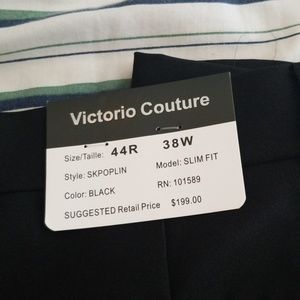 Victorio Couture
Size/Taille: 44R 38W
Style: SKPOPLIN Model: SLIM FIT
Color: BLACK RN: 101589
SUGGESTED Retail Price $199.00